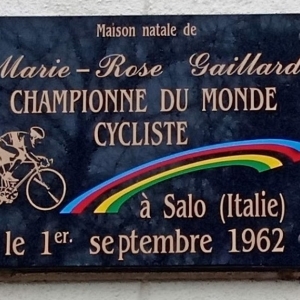 Maison natale de
Marie-Rose Gaillard
CHAMPIONNE DU MONDE
CYCLISTE
à Salo (Italie)
le 1er. septembre 1962